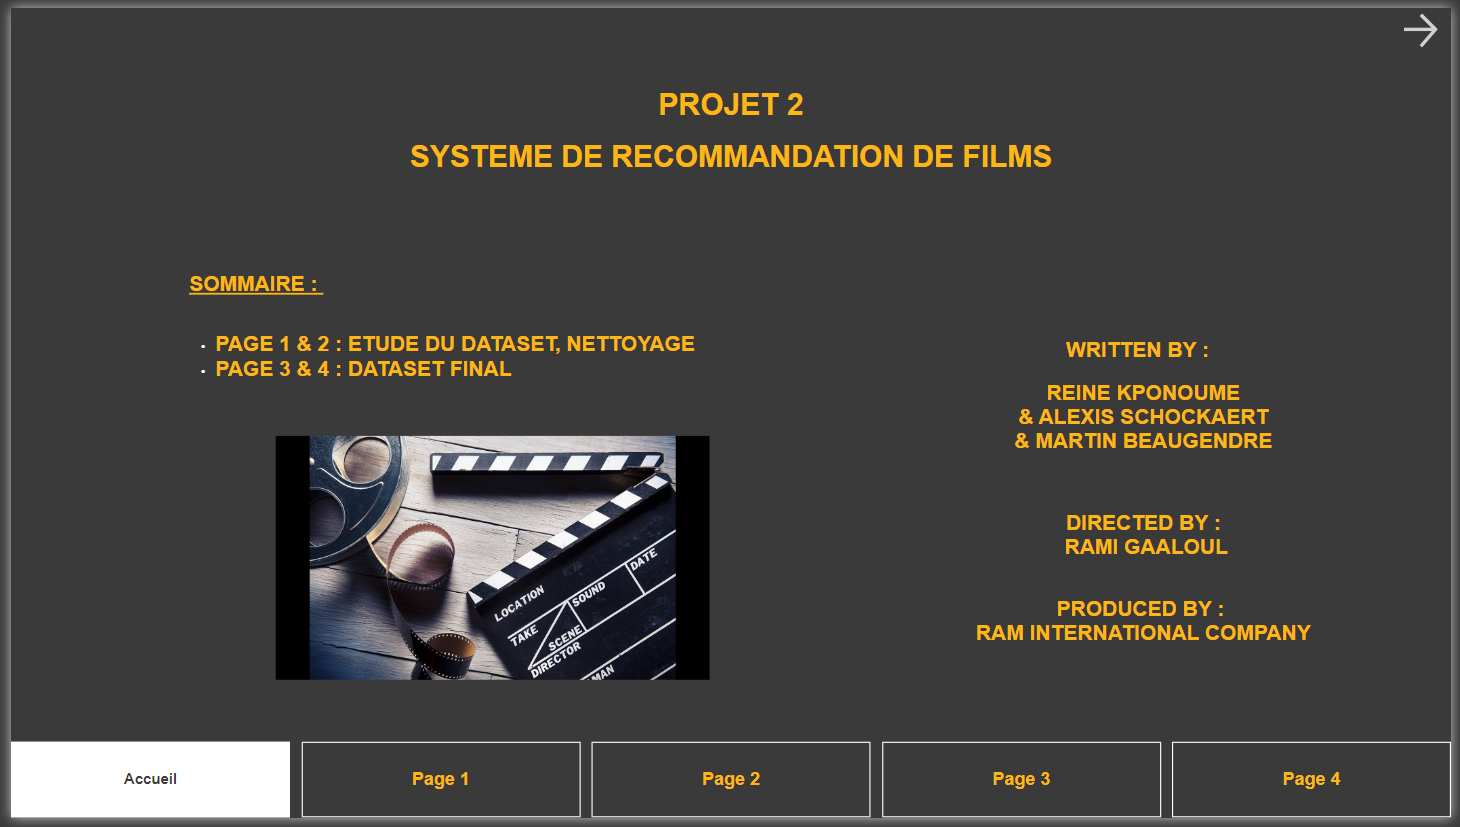 PROJET 2
SYSTEME DE RECOMMANDATION DE FILMS
SOMMAIRE :
• PAGE 1 & 2 : ETUDE DU DATASET, NETTOYAGE
• PAGE 3 & 4 : DATASET FINAL
WRITTEN BY :
REINE KPONOUME
& ALEXIS SCHOCKAERT
& MARTIN BEAUGENDRE
DIRECTED BY :
RAMI GAALOUL
PRODUCED BY :
RAM INTERNATIONAL COMPANY
LOCATION
SOUND
DATE
TAKE
SCENE
DIRECTOR
Accueil
Page 1
Page 2
Page 3
Page 4